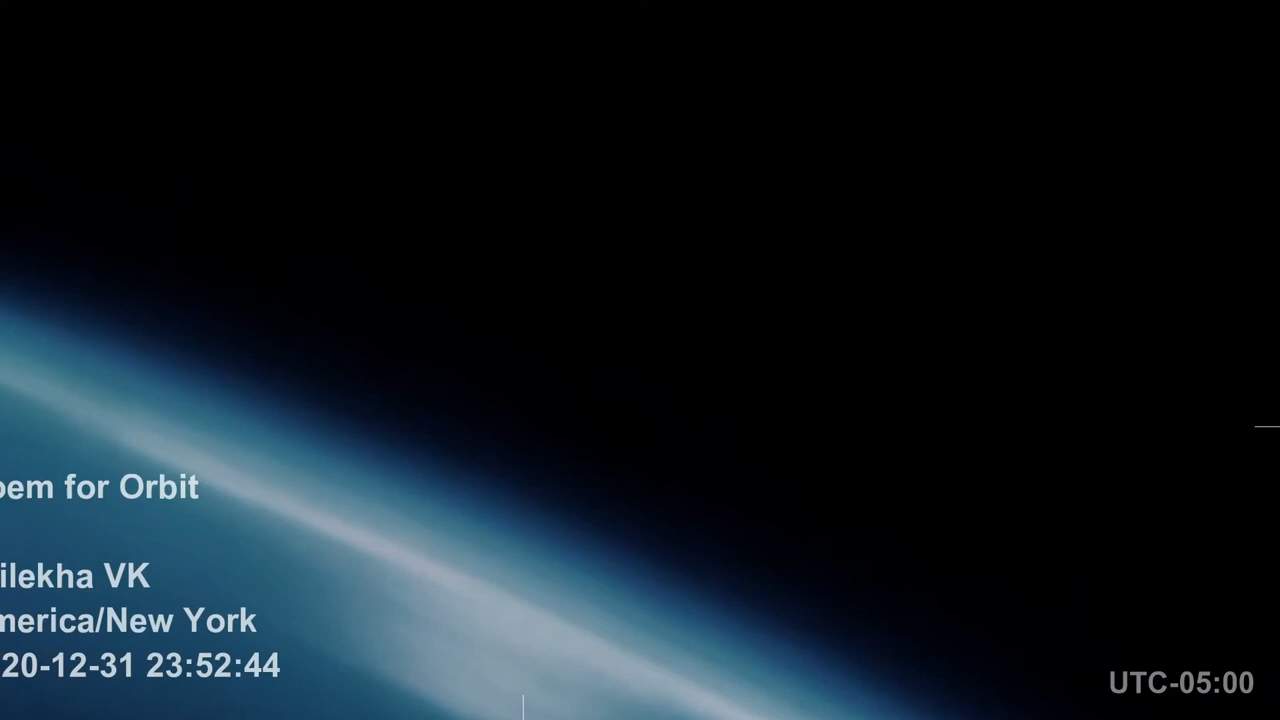 oem for Orbit
ilekha VK
merica/New York
20-12-31 23:52:44
UTC-05:00